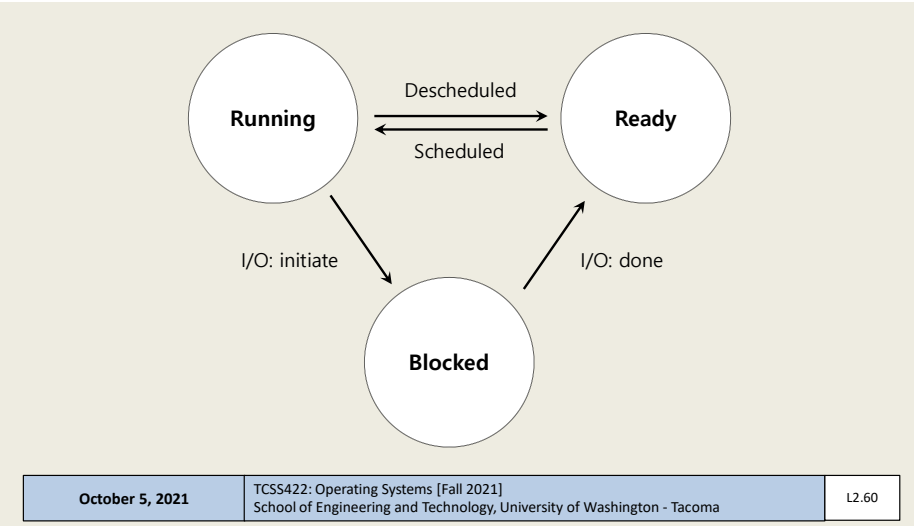 Descheduled
Running
Ready
Scheduled
I/O: initiate
I/O: done
Blocked
October 5, 2021
TCSS422: Operating Systems [Fall 2021]
School of Engineering and Technology, University of Washington - Tacoma
L2.60